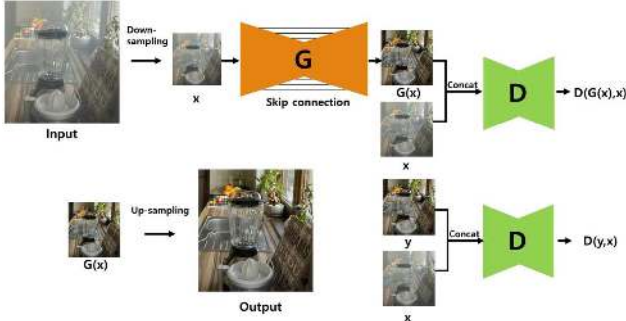 Down-
sampling
Input
x
G
Skip connection
G(x)
Concat
x
D
D(G(x),x)
G(x)
Up-sampling
Output
y
Concat
x
D
D(y,x)